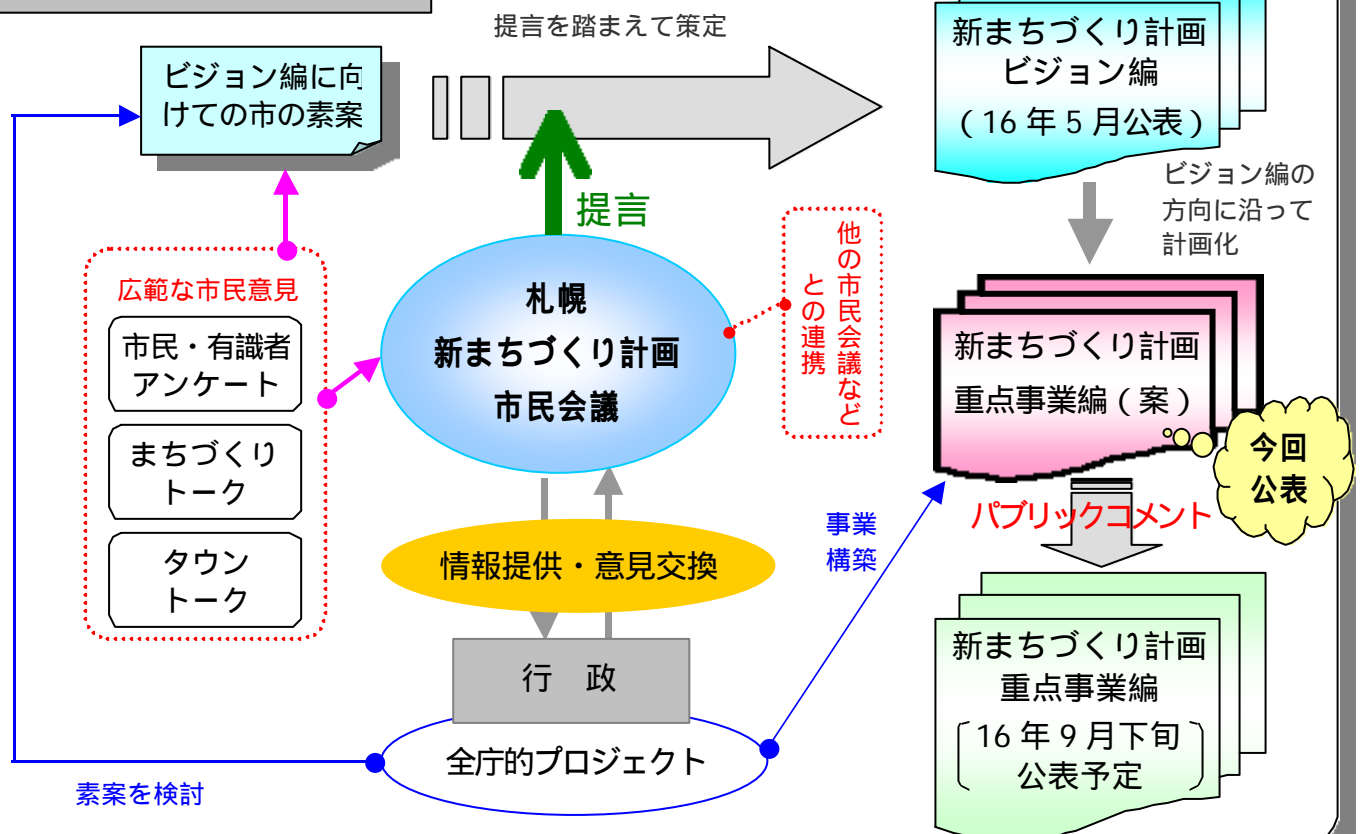 提言を踏まえて策定
ビジョン編に向
けての市の素案
新まちづくり計画
ビジョン編
(16年5月公表)
ビジョン編の
方向に沿って
計画化
提言
広範な市民意見
市民・有識者
アンケート
まちづくり
トーク
タウン
トーク
札幌
新まちづくり計画
市民会議
他の市民会議など
との連携
新まちづくり計画
重点事業編(案)
今回
公表
パブリックコメント
事業
構築
情報提供・意見交換
行 政
全庁的プロジェクト
素案を検討
新まちづくり計画
重点事業編
16年9月下旬
公表予定